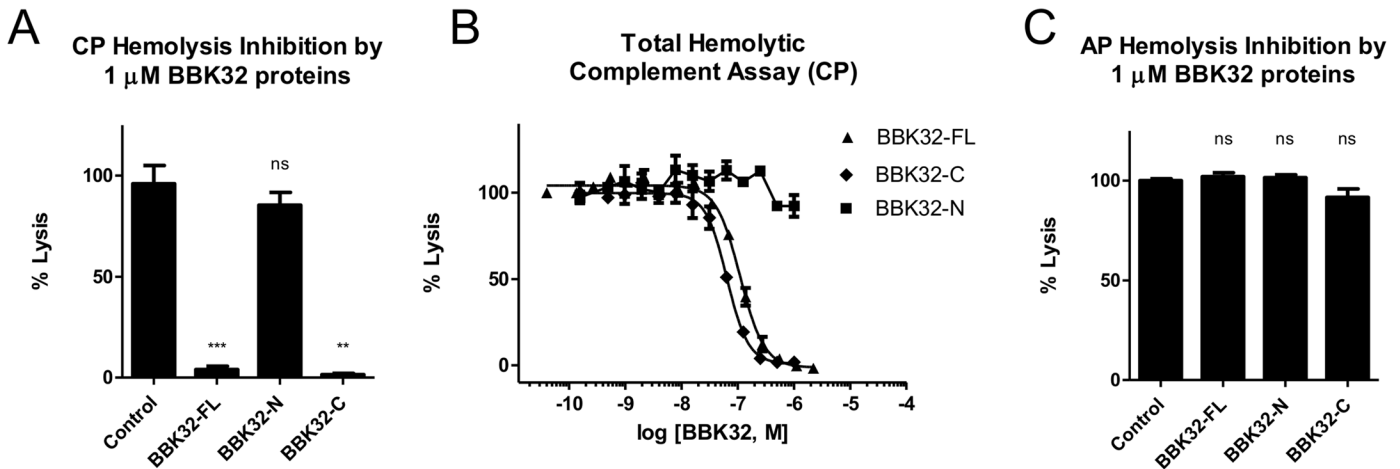 A
CP Hemolysis Inhibition by
1 μM BBK32 proteins
% Lysis
100
50
0
ns
***
**
Control
BBK32-FL
BBK32-N
BBK32-C
B
Total Hemolytic
Complement Assay (CP)
% Lysis
100
50
0
-10
-9
-8
-7
-6
-5
-4
log [BBK32, M]
BBK32-FL
BBK32-C
BBK32-N
C
AP Hemolysis Inhibition by
1 μM BBK32 proteins
% Lysis
100
50
0
ns
ns
ns
Control
BBK32-FL
BBK32-N
BBK32-C